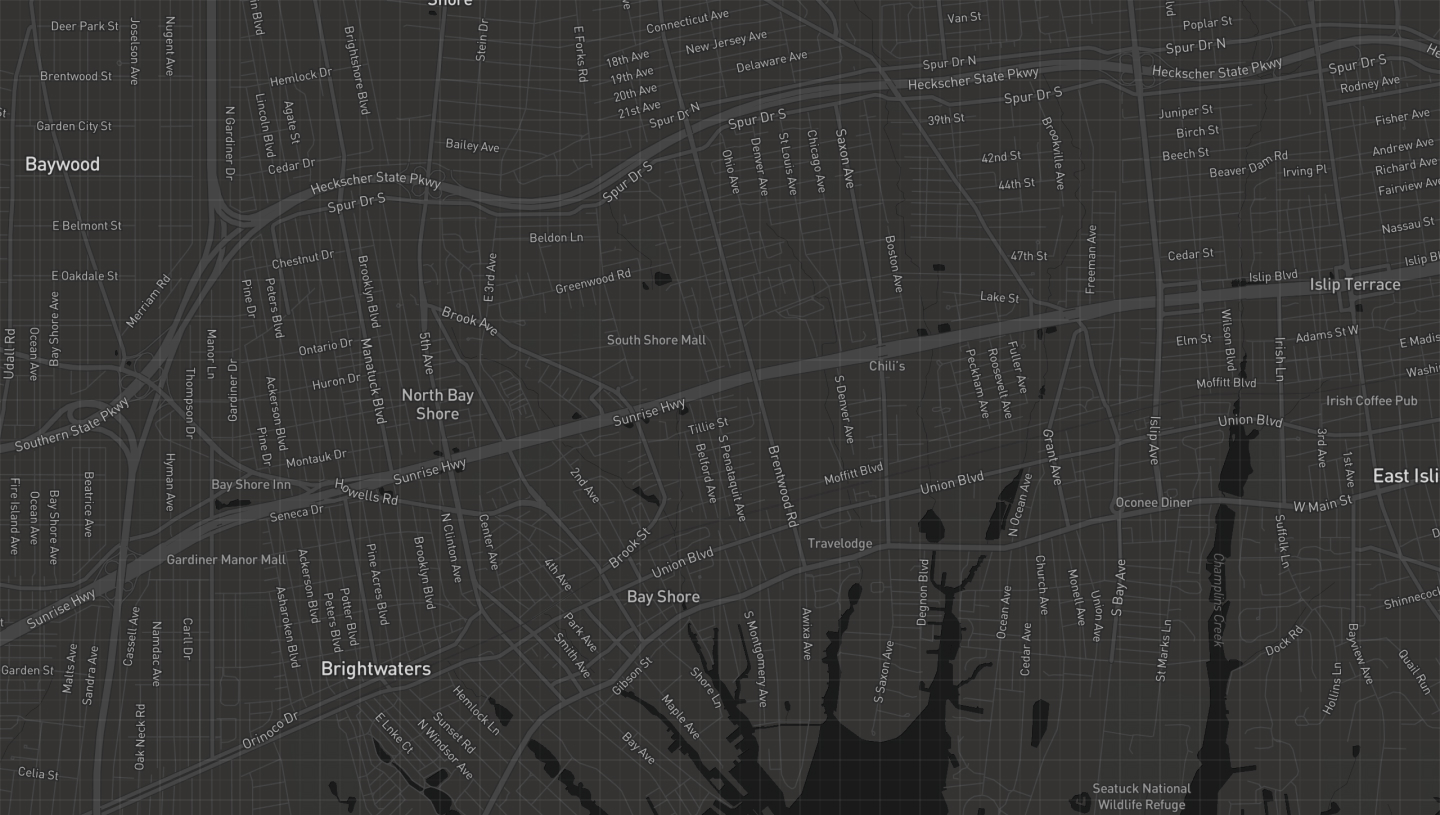 Shore
Deer Park St
Joselson Ave
Nugent Ave
Brightshore Blvd
Stein Dr
E Forks Rd
Connecticut Ave
New Jersey Ave
Delaware Ave
18th Ave
19th Ave
20th Ave
21st Ave
Van St
Poplar St
Spur Dr N
Spur Dr N
Heckscher State Pkwy
Heckscher State Pkwy
Spur Dr S
Rodney Ave
Brentwood St
Hemlock Dr
Garden City St
N Gardiner Dr
Lincoln Blvd
Agate St
Cedar Dr
Bailey Ave
Spur Dr N
Spur Dr S
Spur Dr S
39th St
Juniper St
Birch St
Beech St
Fisher Ave
Andrew Ave
Richard Ave
Fairview Ave
Baywood
Heckscher State Pkwy
Spur Dr S
Spur Dr S
Ohio Ave
Denver Ave
St Louis Ave
Chicago Ave
Saxon Ave
42nd St
44th St
Brookville Ave
Beaver Dam Rd
Irving Pl
Nassau St
E Belmont St
Beldon Ln
E Oakdale St
Chestnut Dr
E 3rd Ave
Greenwood Rd
Boston Ave
47th St
Freeman Ave
Cedar St
Islip Blvd
Islip Terrace
Merriam Rd
Pine Dr
Peters Blvd
Brooklyn Blvd
Brook Ave
Lake St
Udall Rd
Ocean Ave
Bay Shore Ave
Manor Ln
Gardiner Dr
Ontario Dr
Huron Dr
Manatuck Blvd
5th Ave
South Shore Mall
Chili's
Peckham Ave
Roosevelt Ave
Fuller Ave
Elm St
Wilson Blvd
Irish Ln
Adams St W
Moffitt Blvd
Irish Coffee Pub
Southern State Pkwy
Thompson Dr
Ackerson Blvd
Pine Dr
North Bay
Shore
Sunrise Hwy
S Denver Ave
Tillie St
Union Blvd
Islip Ave
3rd Ave
1st Ave
East Isli
Montauk Dr
Sunrise Hwy
Bay Shore Inn
Howells Rd
Seneca Dr
Hyman Ave
Fire Island Ave
Ocean Ave
Bay Shore Ave
Beatrice Ave
2nd Ave
Belford Ave
S Penataquit Ave
Brentwood Rd
Moffitt Blvd
Union Blvd
N Ocean Ave
Grant Ave
Oconee Diner
W Main St
Gardiner Manor Mall
N Clinton Ave
Center Ave
Brook St
Union Blvd
Travelodge
Suffolk Ln
Sunrise Hwy
Asharoken Blvd
Ackerson Blvd
Peters Blvd
Potter Blvd
Pine Acres Blvd
Brooklyn Blvd
4th Ave
Bay Shore
Degnon Blvd
Ocean Ave
Church Ave
Monell Ave
Union Ave
S Bay Ave
Champlins Creek
Cassell Ave
Namdac Ave
Carll Dr
Garden St
Malts Ave
Sandra Ave
Brightwaters
Park Ave
Smith Ave
Gibson St
Shore Ln
S Montgomery Ave
Awixa Ave
S Saxon Ave
Cedar Ave
St Marks Ln
Dock Rd
Bayview Ave
Quail Run
Hollins Ln
Oak Neck Rd
Orinoco Dr
Hemlock Ln
Sunset Rd
N Windsor Ave
Maple Ave
Bay Ave
Celia St
Seatuck National
Wildlife Refuge